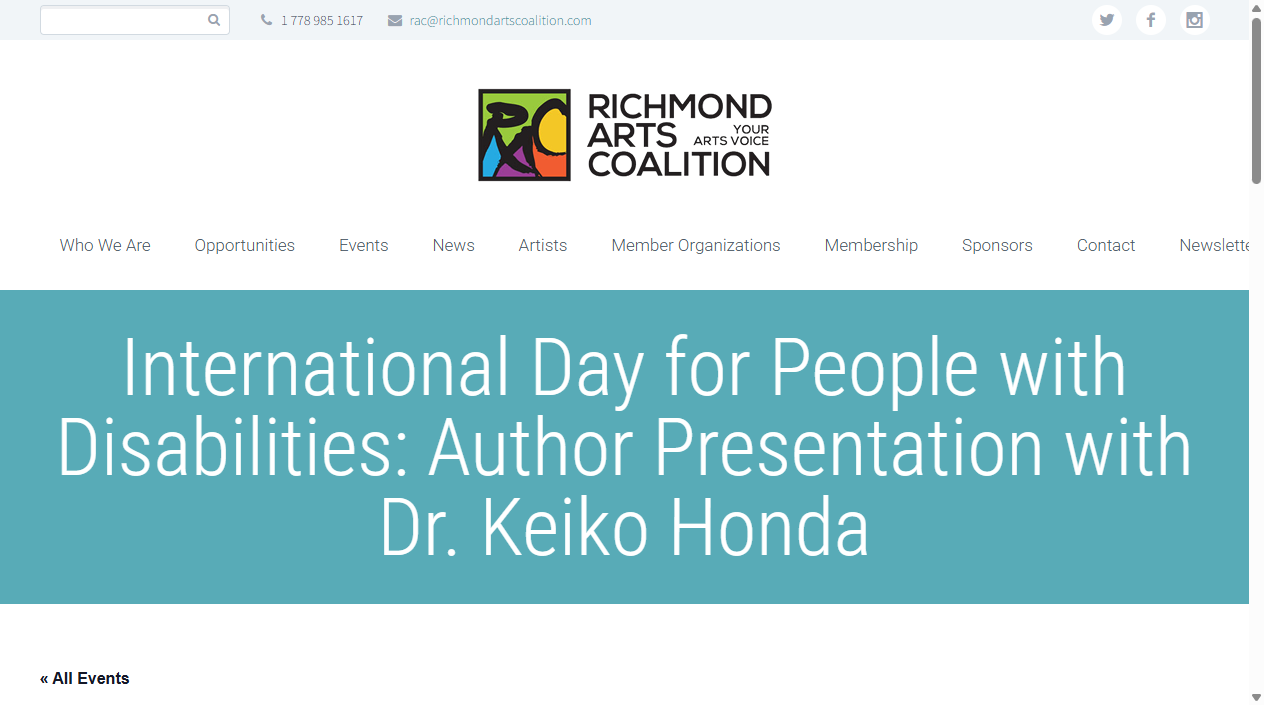 1 778 985 1617 rac@richmondartscoalition.com
RICHMOND
ARTS YOUR ARTS VOICE
COALITION
Who We Are Opportunities Events News Artists Member Organizations Membership Sponsors Contact Newslette
International Day for People with
Disabilities: Author Presentation with
Dr. Keiko Honda
« All Events